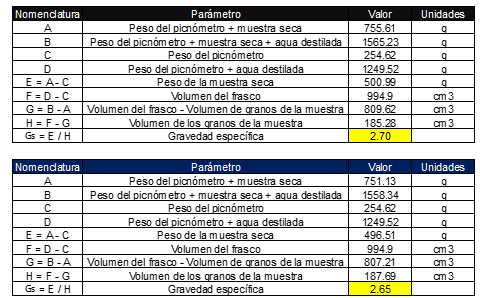 Nomenclatura Parámetro Valor Unidades
A Peso del picnómetro + muestra seca 755.61 g
B Peso del picnómetro + muestra seca + agua destilada 1565.23 g
C Peso del picnómetro 254.62 g
D Peso del picnómetro + agua destilada 1249.52 g
E = A - C Peso de la muestra seca 500.99 g
F = D - C Volumen del frasco 994.9 cm3
G = B - A Volumen del frasco - Volumen de granos de la muestra 809.62 cm3
H = F - G Volumen de los granos de la muestra 185.28 cm3
Gs = E / H Gravedad específica 2.70
Nomenclatura Parámetro Valor Unidades
A Peso del picnómetro + muestra seca 751.13 g
B Peso del picnómetro + muestra seca + agua destilada 1558.34 g
C Peso del picnómetro 254.62 g
D Peso del picnómetro + agua destilada 1249.52 g
E = A - C Peso de la muestra seca 496.51 g
F = D - C Volumen del frasco 994.9 cm3
G = B - A Volumen del frasco - Volumen de granos de la muestra 807.21 cm3
H = F - G Volumen de los granos de la muestra 187.69 cm3
Gs = E / H Gravedad específica 2.65